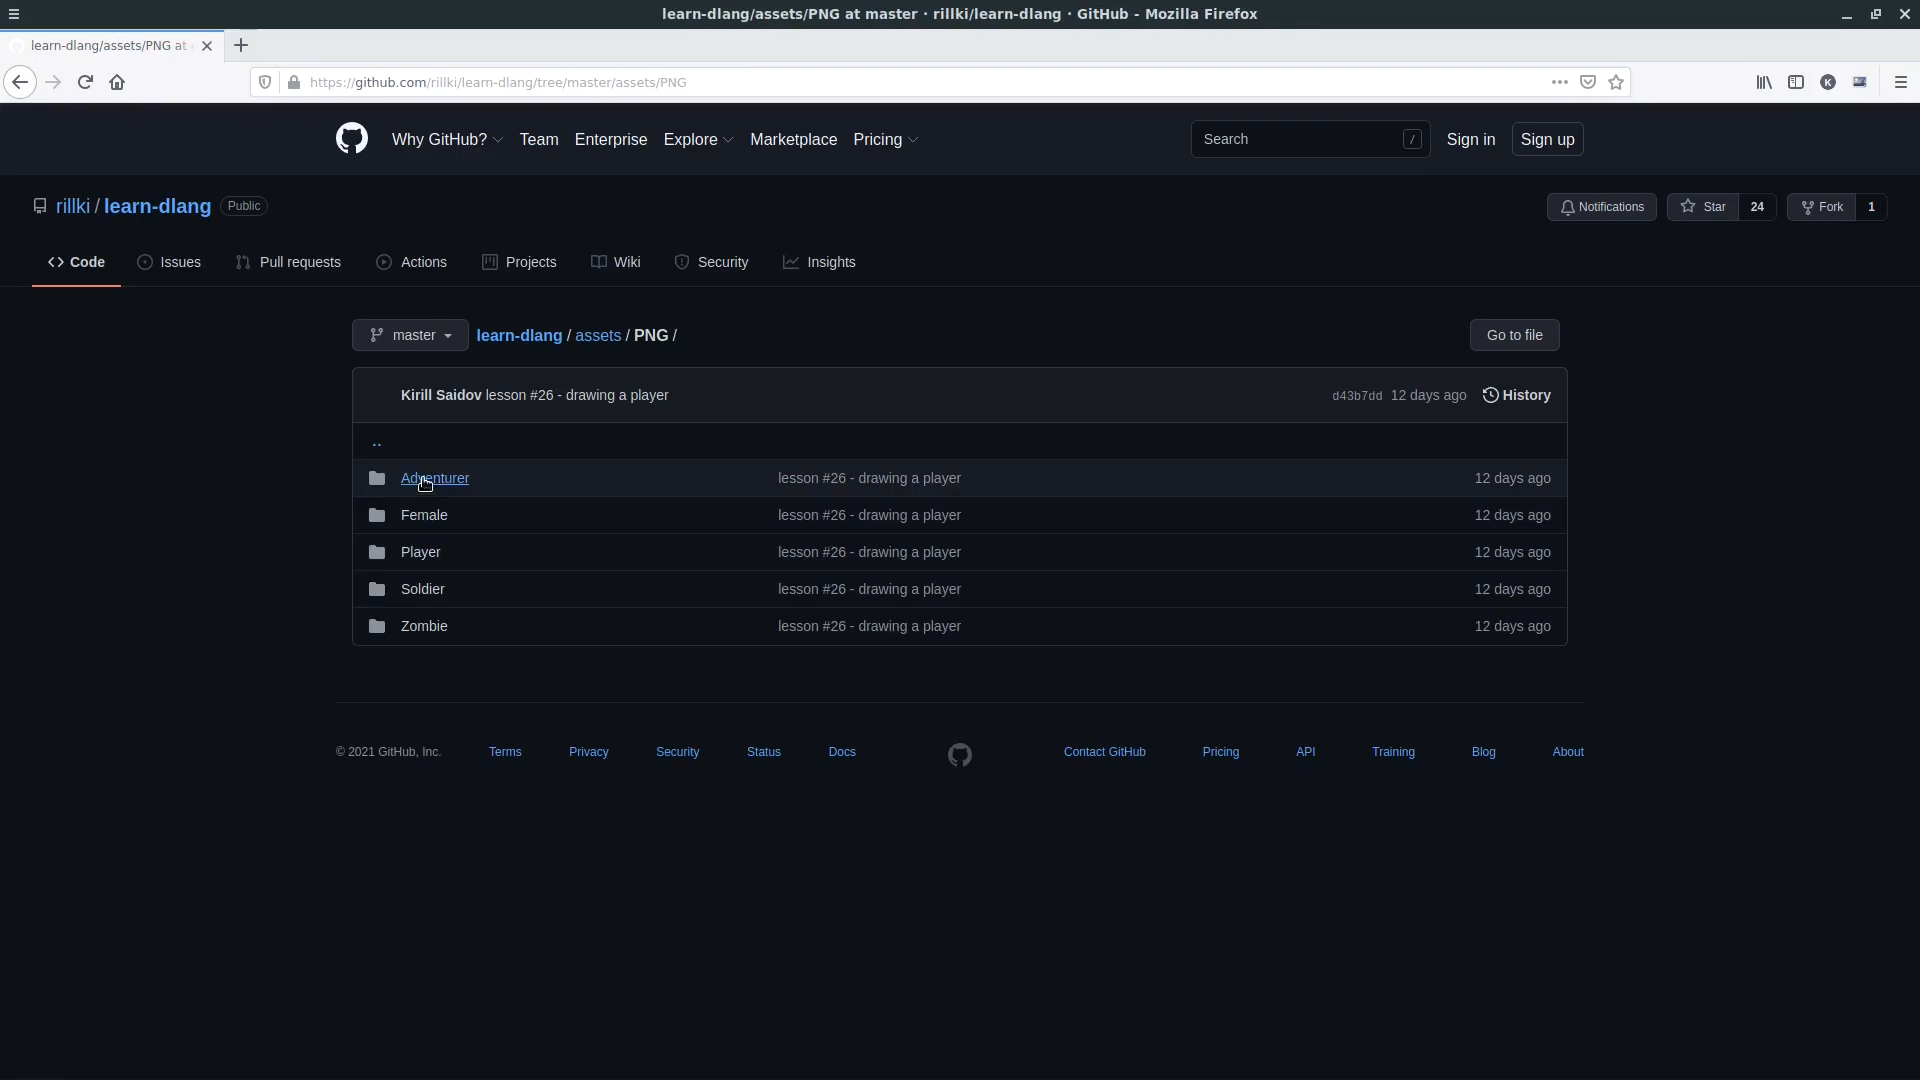 learn-dlang/assets/PNG at master · rillki/learn-dlang · GitHub - Mozilla Firefox
learn-dlang/assets/PNG at
https://github.com/rillki/learn-dlang/tree/master/assets/PNG
K
Why GitHub? Team Enterprise Explore Marketplace Pricing Search / Sign in Sign up
rillki / learn-dlang Public Notifications Star 24 Fork 1
Code Issues Pull requests Actions Projects Wiki Security Insights
master learn-dlang / assets / PNG / Go to file
Kirill Saidov lesson #26 - drawing a player d43b7dd 12 days ago History
..
Adventurer lesson #26 - drawing a player 12 days ago
Female lesson #26 - drawing a player 12 days ago
Player lesson #26 - drawing a player 12 days ago
Soldier lesson #26 - drawing a player 12 days ago
Zombie lesson #26 - drawing a player 12 days ago
© 2021 GitHub, Inc. Terms Privacy Security Status Docs Contact GitHub Pricing API Training Blog About